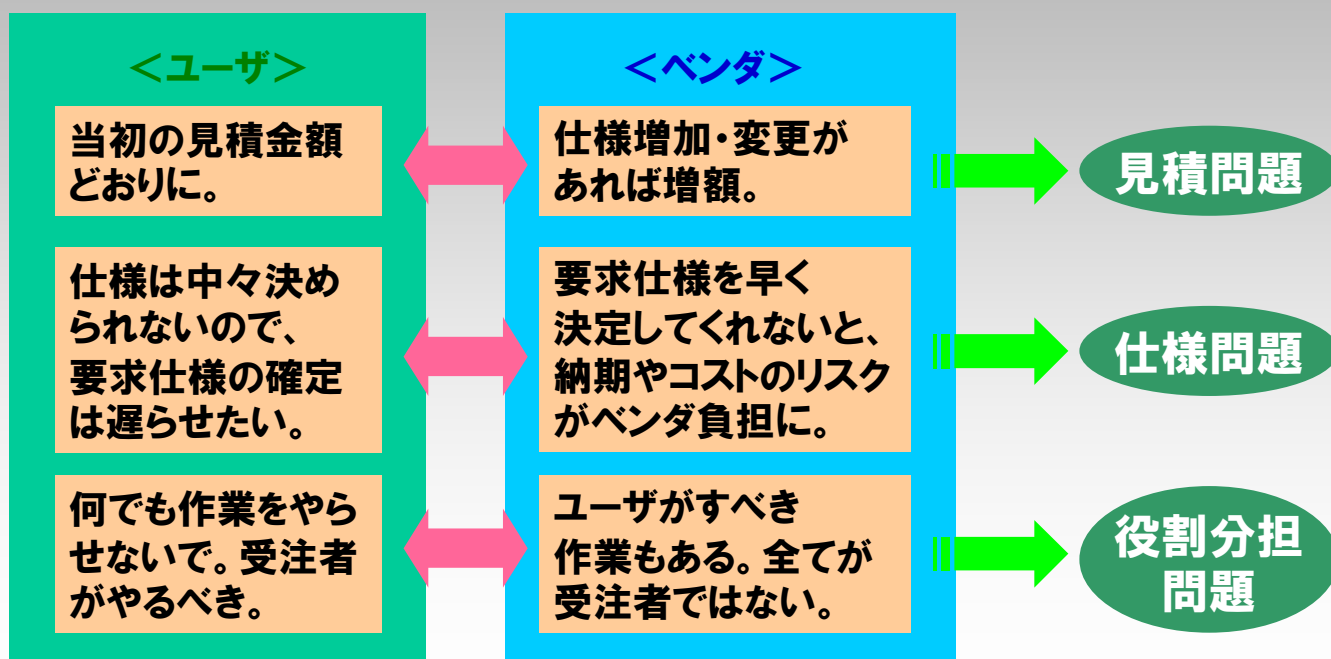 ＜ユーザ＞
当初の見積金額
どおりに。
仕様は中々決め
られないので、
要求仕様の確定
は遅らせたい。
何でも作業をやら
せないで。受注者
がやるべき。
＜ベンダ＞
仕様増加・変更が
あれば増額。
要求仕様を早く
決定してくれないと、
納期やコストのリスク
がベンダ負担に。
ユーザがすべき
作業もある。全てが
受注者ではない。
見積問題
仕様問題
役割分担
問題